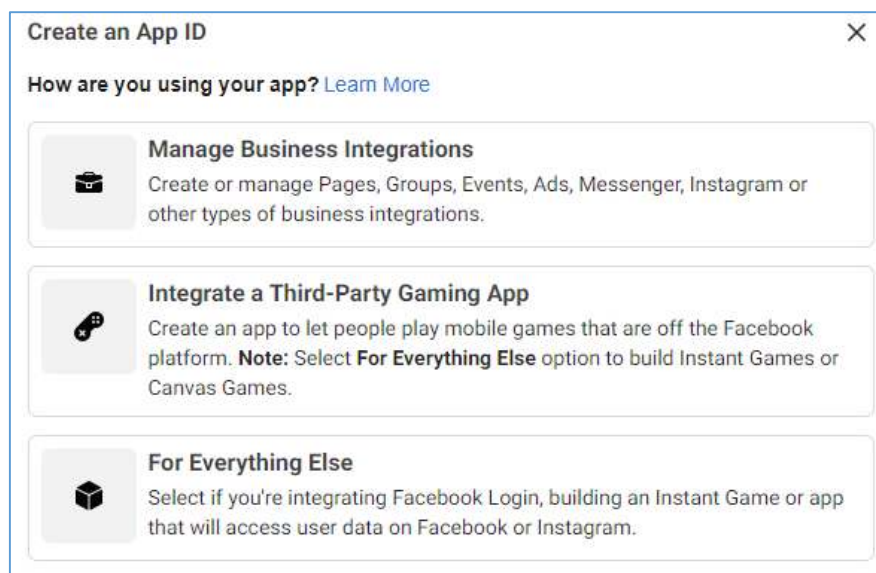 Create an App ID
How are you using your app? Learn More
Manage Business Integrations
Create or manage Pages, Groups, Events, Ads, Messenger, Instagram or
other types of business integrations.
Integrate a Third-Party Gaming App
Create an app to let people play mobile games that are off the Facebook
platform. Note: Select For Everything Else option to build Instant Games or
Canvas Games.
For Everything Else
Select if you're integrating Facebook Login, building an Instant Game or app
that will access user data on Facebook or Instagram.